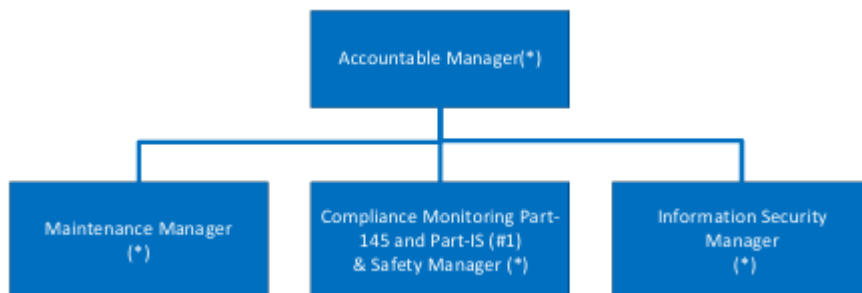 Accountable Manager(*)
Maintenance Manager
(*)
Compliance Monitoring Part-
145 and Part-IS (#1)
& Safety Manager (*)
Information Security
Manager
(*)